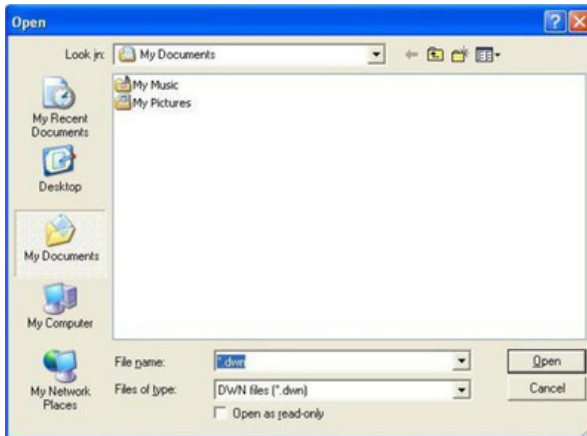 Open
Look in:
My Documents
My Music
My Pictures
My Recent
Documents
Desktop
My Documents
My Computer
My Network
Places
File name:
*.dwn
Open
Files of type:
DWN files (*.dwn)
Cancel
Open as read-only